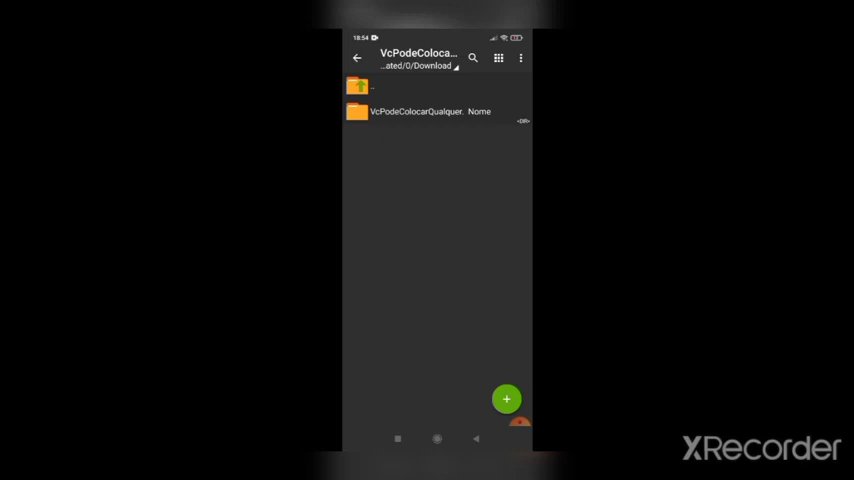 18:54
VcPodeColoca...
...ated/0/Download
..
VcPodeColocarQualquer. Nome
<DIR>
+
XRecorder